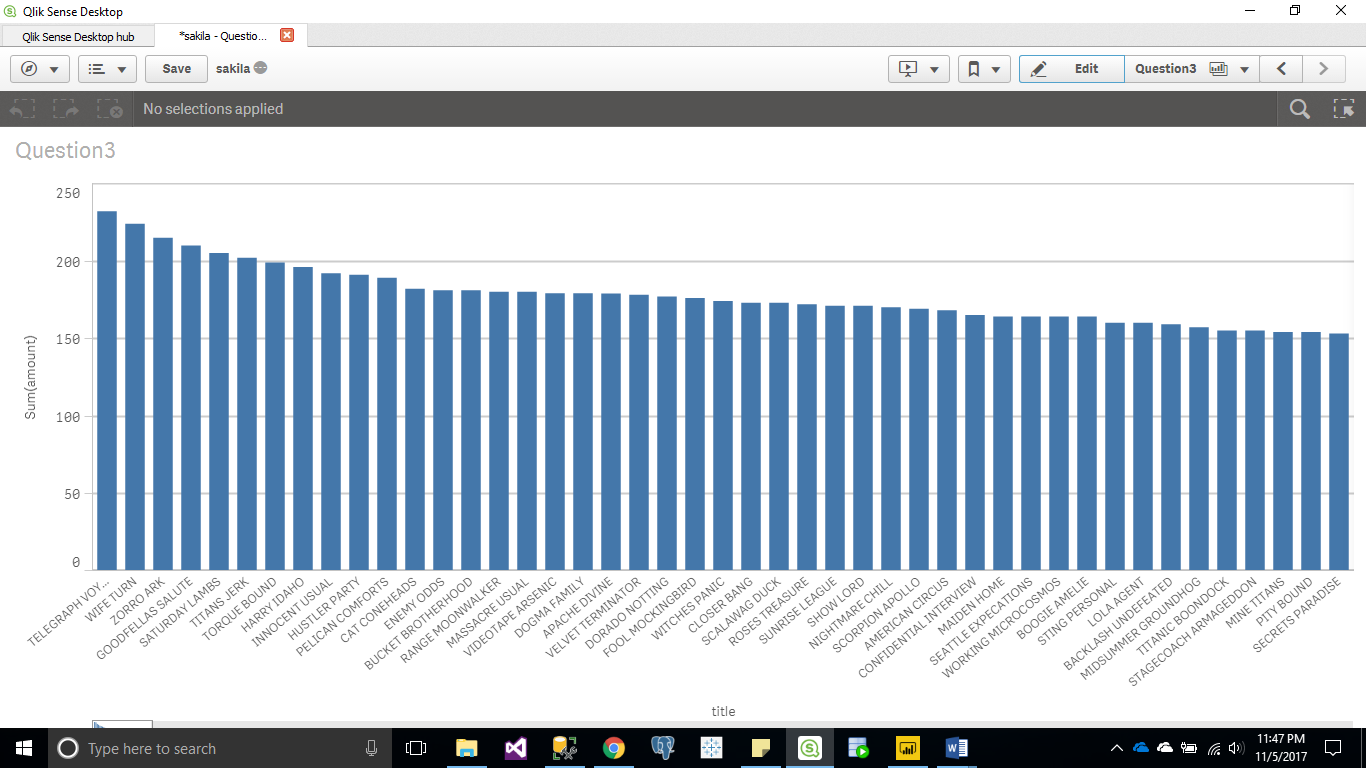 Qlik Sense Desktop
Qlik Sense Desktop hub
*sakila - Questio...
Save
sakila
Edit
Question3
No selections applied
Question3
250
200
150
100
50
0
Sum(amount)
TELEGRAPH VOY...
WIFE TURN
ZORRO ARK
GOODFELLAS SALUTE
SATURDAY LAMBS
TITANS JERK
TORQUE BOUND
HARRY IDAHO
INNOCENT USUAL
HUSTLER PARTY
PELICAN COMFORTS
CAT CONEHEADS
ENEMY ODDS
BUCKET BROTHERHOOD
RANGE MOONWALKER
MASSACRE USUAL
VIDEOTAPE ARSENIC
DOGMA FAMILY
APACHE DIVINE
VELVET TERMINATOR
DORADO NOTTING
FOOL MOCKINGBIRD
WITCHES PANIC
CLOSER BANG
SCALAWAG DUCK
ROSES TREASURE
SUNRISE LEAGUE
SHOW LORD
NIGHTMARE CHILL
SCORPION APOLLO
AMERICAN CIRCUS
CONFIDENTIAL INTERVIEW
MAIDEN HOME
SEATTLE EXPECATIONS
WORKING MICROCOSMOS
BOOGIE AMELIE
STING PERSONAL
LOLA AGENT
BACKLASH UNDEFEATED
MIDSUMMER GROUNDHOG
TITANIC BOONDOCK
STAGECOACH ARMAGEDDON
MINE TITANS
PITY BOUND
SECRETS PARADISE
title
Type here to search
11:47 PM
11/5/2017